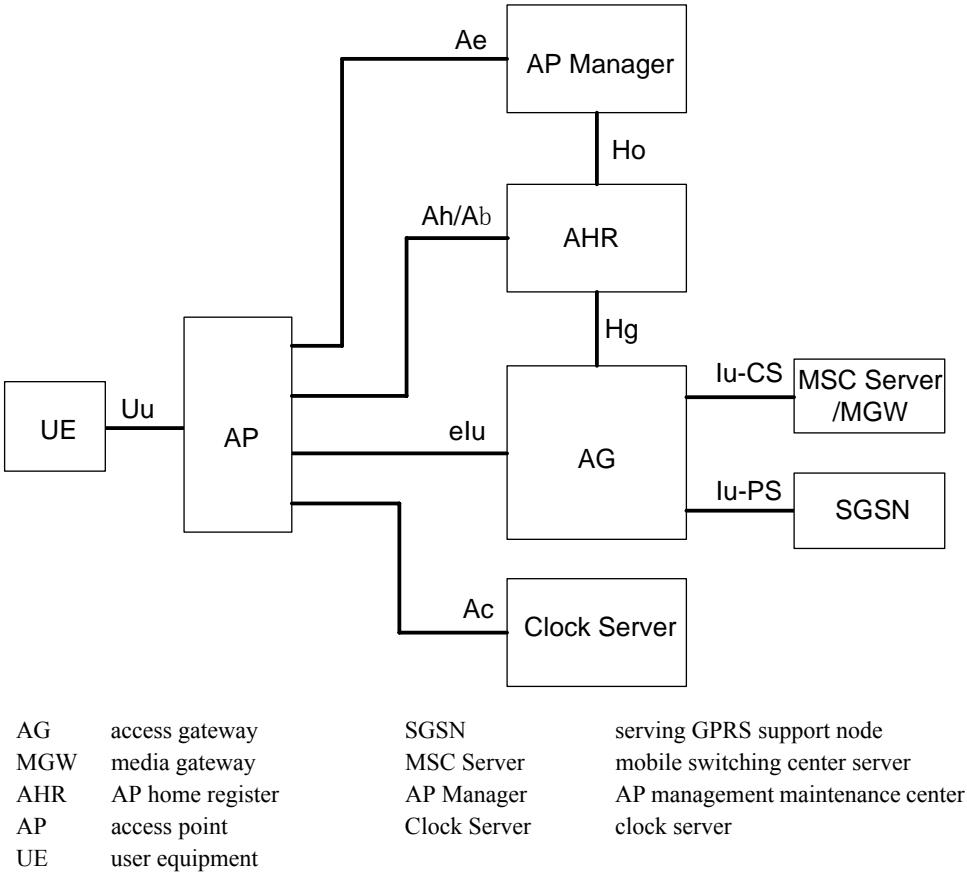 Ae
AP Manager
Ho
Ah/Ab
AHR
Hg
Iu-CS
MSC Server
/MGW
Uu
UE
AP
eIu
AG
Iu-PS
SGSN
Ac
Clock Server
AG access gateway SGSN serving GPRS support node
MGW media gateway MSC Server mobile switching center server
AHR AP home register AP Manager AP management maintenance center
AP access point Clock Server clock server
UE user equipment